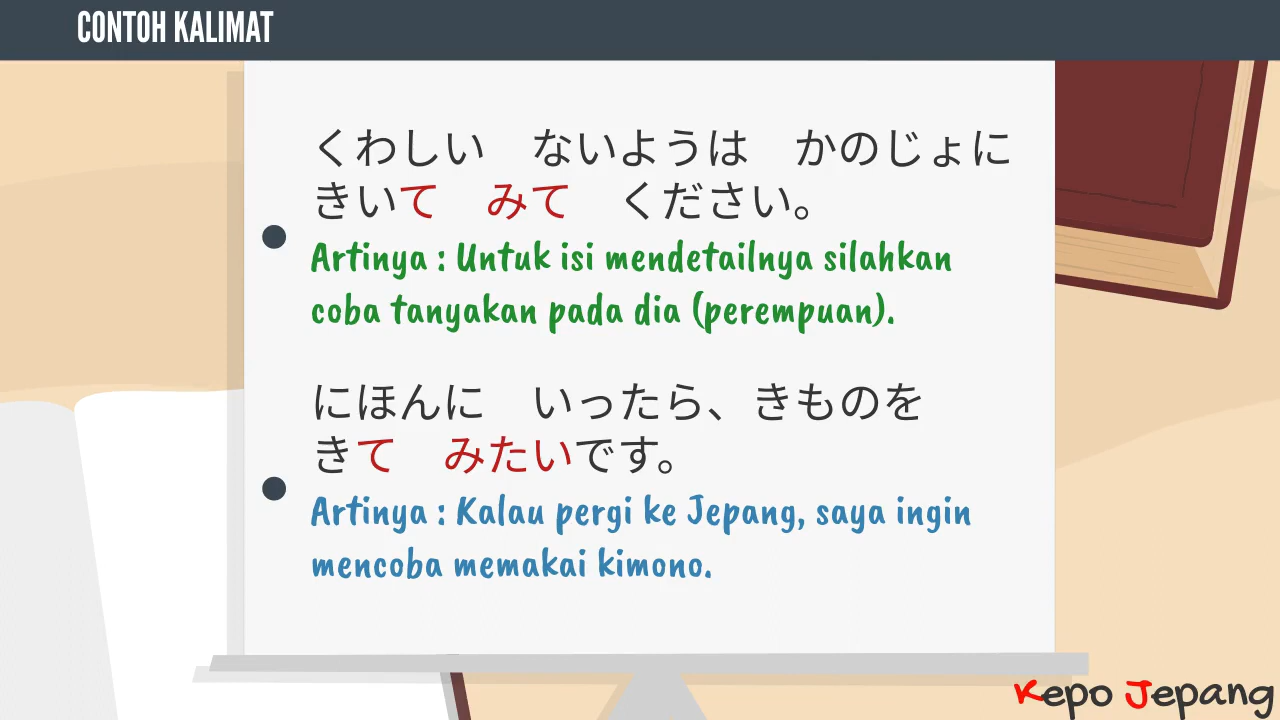 CONTOH KALIMAT
くわしい　ないようは　かのじょに
きいて　みて　ください。
Artinya : Untuk isi mendetailnya silahkan
coba tanyakan pada dia (perempuan).
にほんに　いったら、きものを
きて　みたいです。
Artinya : Kalau pergi ke Jepang, saya ingin
mencoba memakai kimono.
Kepo Jepang